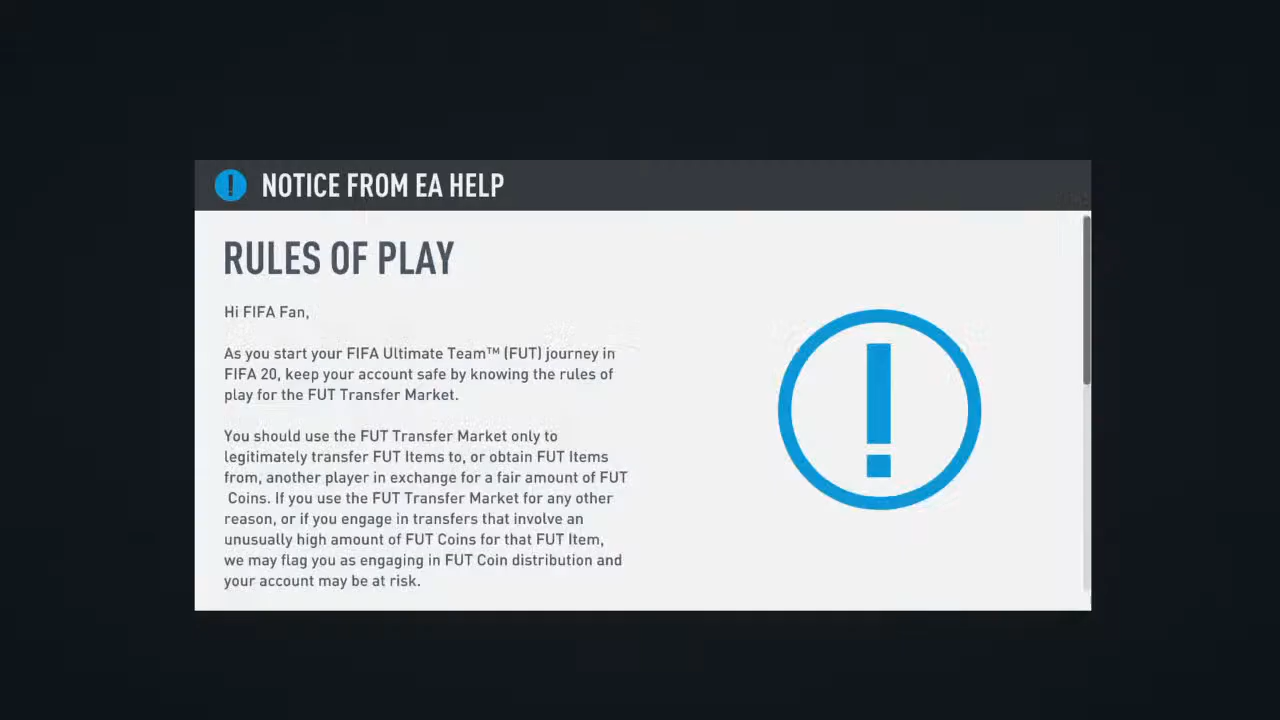 NOTICE FROM EA HELP
RULES OF PLAY
Hi FIFA Fan,
As you start your FIFA Ultimate Team™ (FUT) journey in
FIFA 20, keep your account safe by knowing the rules of
play for the FUT Transfer Market.
You should use the FUT Transfer Market only to
legitimately transfer FUT Items to, or obtain FUT Items
from, another player in exchange for a fair amount of FUT
Coins. If you use the FUT Transfer Market for any other
reason, or if you engage in transfers that involve an
unusually high amount of FUT Coins for that FUT Item,
we may flag you as engaging in FUT Coin distribution and
your account may be at risk.